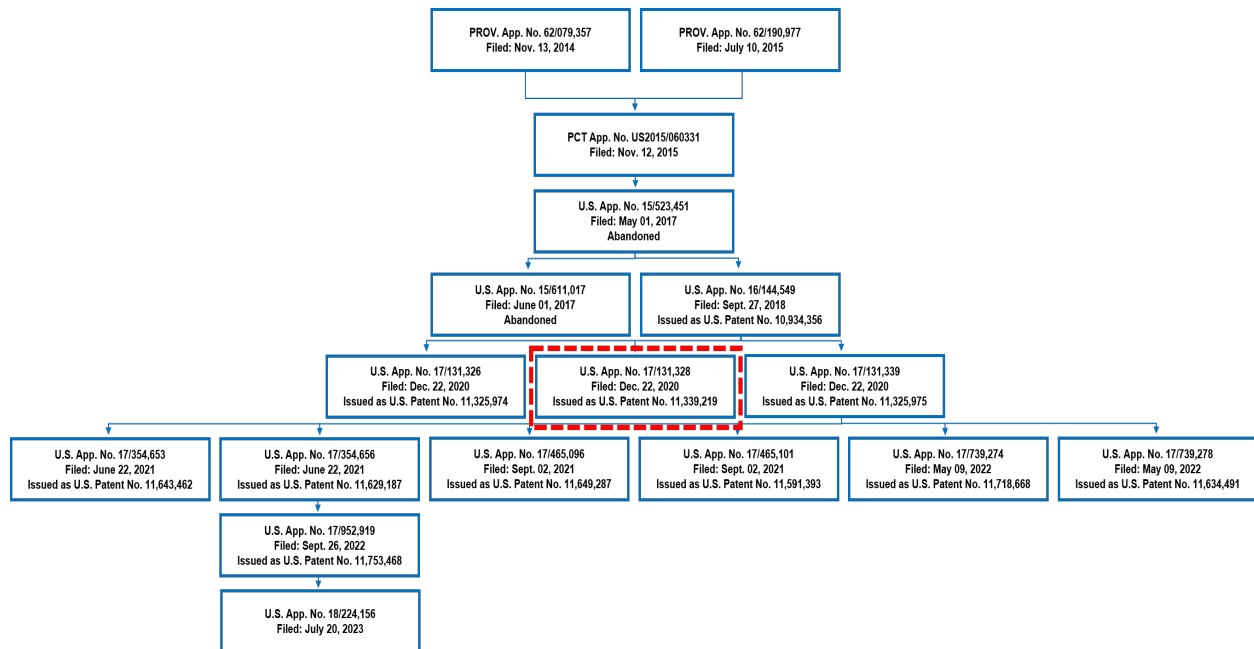 PROV. App. No. 62/079,357
Filed: Nov. 13, 2014
PROV. App. No. 62/190,977
Filed: July 10, 2015
PCT App. No. US2015/060331
Filed: Nov. 12, 2015
U.S. App. No. 15/523,451
Filed: May 01, 2017
Abandoned
U.S. App. No. 15/611,017
Filed: June 01, 2017
Abandoned
U.S. App. No. 16/144,549
Filed: Sept. 27, 2018
Issued as U.S. Patent No. 10,934,356
U.S. App. No. 17/131,326
Filed: Dec. 22, 2020
Issued as U.S. Patent No. 11,325,974
U.S. App. No. 17/131,328
Filed: Dec. 22, 2020
Issued as U.S. Patent No. 11,339,219
U.S. App. No. 17/131,339
Filed: Dec. 22, 2020
Issued as U.S. Patent No. 11,325,975
U.S. App. No. 17/354,653
Filed: June 22, 2021
Issued as U.S. Patent No. 11,643,462
U.S. App. No. 17/354,656
Filed: June 22, 2021
Issued as U.S. Patent No. 11,629,187
U.S. App. No. 17/465,096
Filed: Sept. 02, 2021
Issued as U.S. Patent No. 11,649,287
U.S. App. No. 17/465,101
Filed: Sept. 02, 2021
Issued as U.S. Patent No. 11,591,393
U.S. App. No. 17/739,274
Filed: May 09, 2022
Issued as U.S. Patent No. 11,718,668
U.S. App. No. 17/739,278
Filed: May 09, 2022
Issued as U.S. Patent No. 11,634,491
U.S. App. No. 17/952,919
Filed: Sept. 26, 2022
Issued as U.S. Patent No. 11,753,468
U.S. App. No. 18/224,156
Filed: July 20, 2023